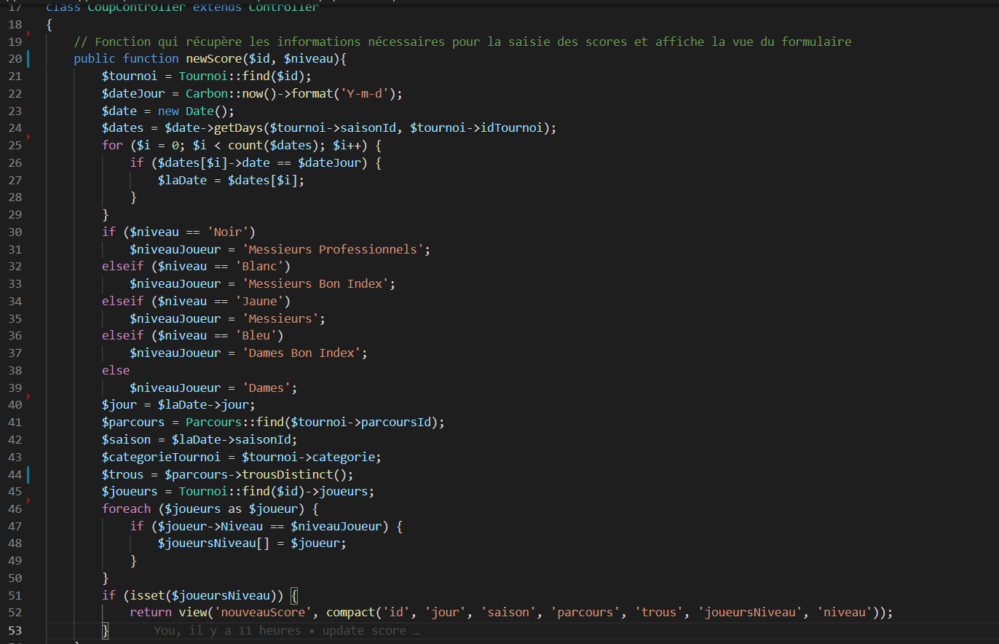 17 class CoupController extends Controller
18 {
19 // Fonction qui récupère les informations nécessaires pour la saisie des scores et affiche la vue du formulaire
20 public function newScore($id, $niveau){
21 $tournoi = Tournoi::find($id);
22 $dateJour = Carbon::now()->format('Y-m-d');
23 $date = new Date();
24 $dates = $date->getDays($tournoi->saisonId, $tournoi->idTournoi);
25 for ($i = 0; $i < count($dates); $i++) {
26 if ($dates[$i]->date == $dateJour) {
27 $laDate = $dates[$i];
28 }
29 }
30 if ($niveau == 'Noir')
31 $niveauJoueur = 'Messieurs Professionnels';
32 elseif ($niveau == 'Blanc')
33 $niveauJoueur = 'Messieurs Bon Index';
34 elseif ($niveau == 'Jaune')
35 $niveauJoueur = 'Messieurs';
36 elseif ($niveau == 'Bleu')
37 $niveauJoueur = 'Dames Bon Index';
38 else
39 $niveauJoueur = 'Dames';
40 $jour = $laDate->jour;
41 $parcours = Parcours::find($tournoi->parcoursId);
42 $saison = $laDate->saisonId;
43 $categorieTournoi = $tournoi->categorie;
44 $trous = $parcours->trousDistinct();
45 $joueurs = Tournoi::find($id)->joueurs;
46 foreach ($joueurs as $joueur) {
47 if ($joueur->Niveau == $niveauJoueur) {
48 $joueursNiveau[] = $joueur;
49 }
50 }
51 if (isset($joueursNiveau)) {
52 return view('nouveauScore', compact('id', 'jour', 'saison', 'parcours', 'trous', 'joueursNiveau', 'niveau'));
53 } You, il y a 11 heures • update score …